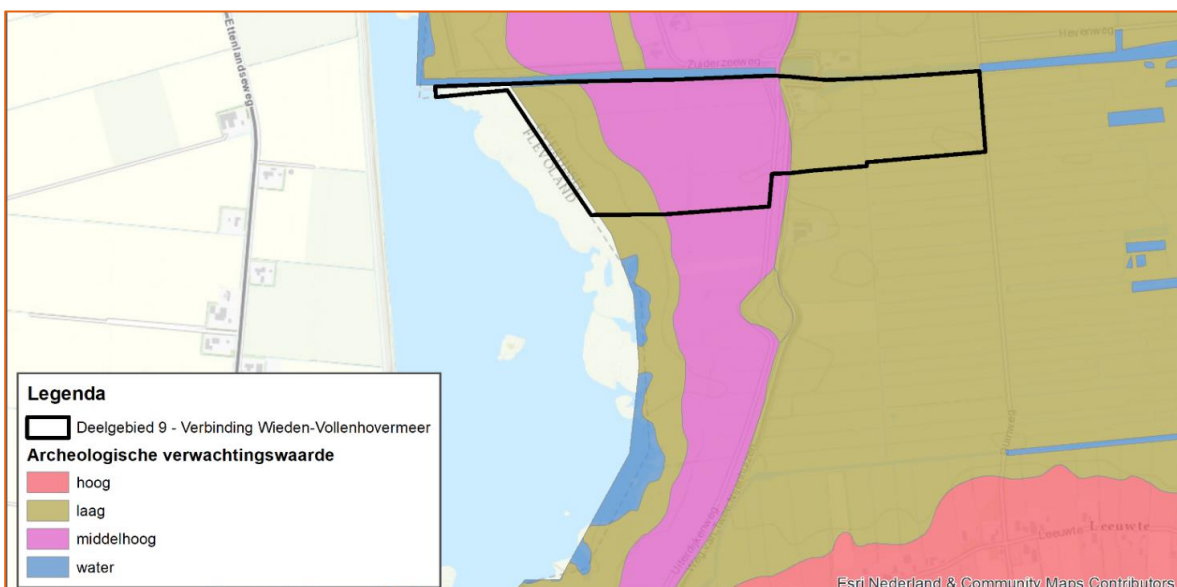 Ettenlandseweg
Zuiderzeeweg
Hevenweg
FLEVOLAND
Duinweg
Leeuwte
Leeuwte
Legenda
Deelgebied 9 - Verbinding Wieden-Vollenhovermeer
Archeologische verwachtingswaarde
hoog
laag
middelhoog
water
Esri Nederland & Community Maps Contributors